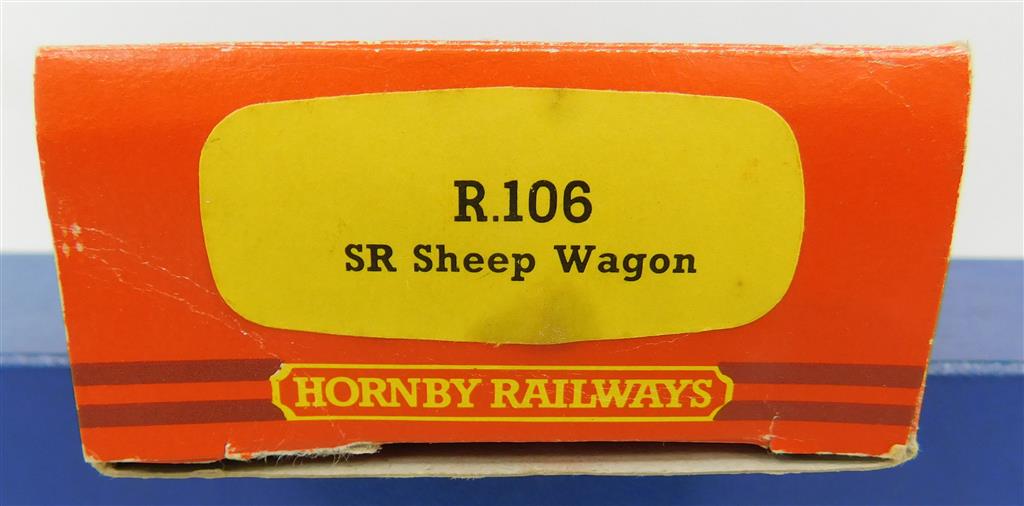 R.106
SR Sheep Wagon
HORNBY RAILWAYS